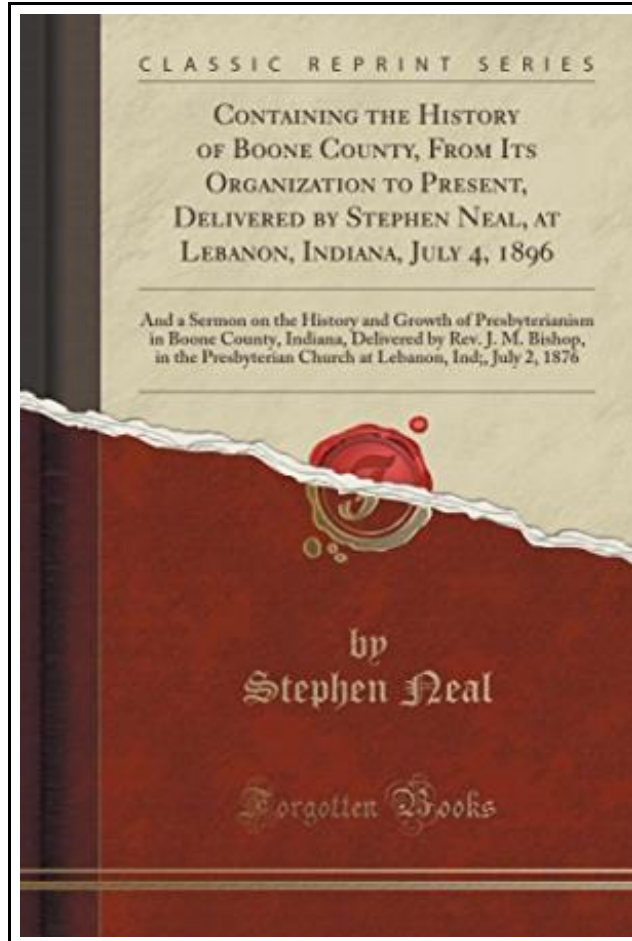 CLASSIC REPRINT SERIES
CONTAINING THE HISTORY
OF BOONE COUNTY, FROM ITS
ORGANIZATION TO PRESENT,
DELIVERED BY STEPHEN NEAL, AT
LEBANON, INDIANA, JULY 4, 1896
And a Sermon on the History and Growth of Presbyterianism
in Boone County, Indiana, Delivered by Rev. J. M. Bishop,
in the Presbyterian Church at Lebanon, Ind;, July 2, 1876
by
Stephen Neal
Forgotten Books